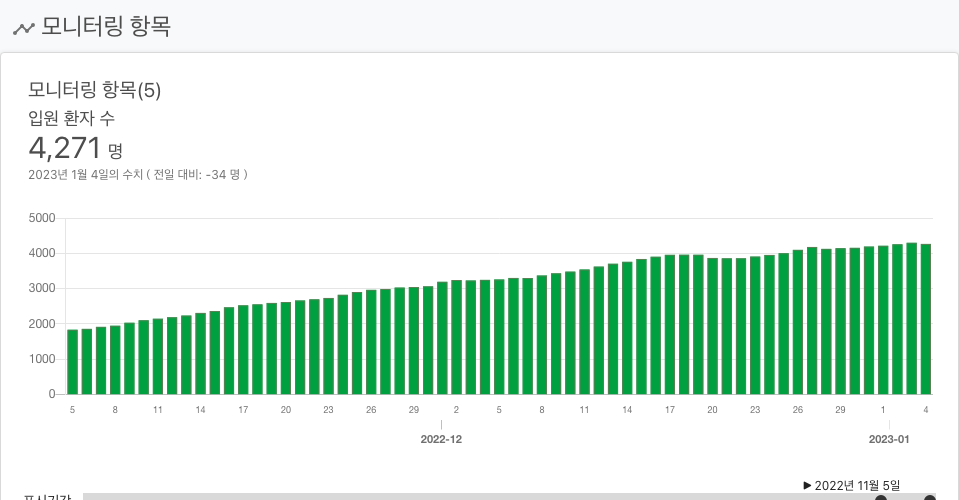 모니터링 항목
모니터링 항목(5)
입원 환자 수
4,271 명
2023년 1월 4일의 수치 ( 전일 대비: -34 명 )
5000
4000
3000
2000
1000
0
5 8 11 14 17 20 23 26 29 2 5 8 11 14 17 20 23 26 29 1 4
2022-12 2023-01
▶ 2022년 11월 5일
표시기간